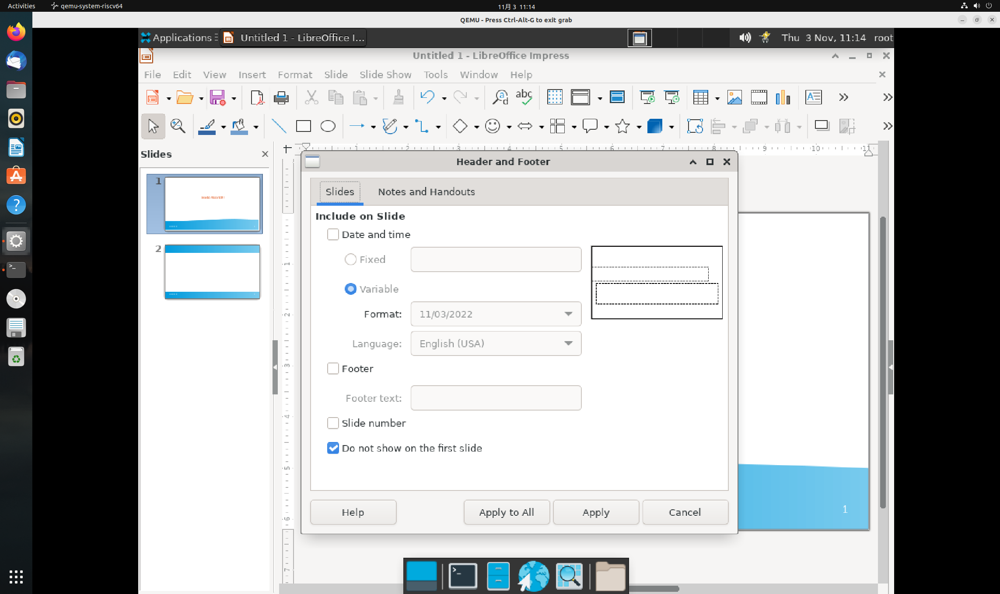 Activities qemu-system-riscv64 11月 3 11:14
QEMU - Press Ctrl-Alt-G to exit grab
Applications Untitled 1 - LibreOffice I... Thu 3 Nov, 11:14 root
Untitled 1 - LibreOffice Impress
File Edit View Insert Format Slide Slide Show Tools Window Help
Slides
1 2 3 4 5 6 7 8 9 10 11
Header and Footer
Slides Notes and Handouts
1
Hello World!!
Include on Slide
Date and time
2
Fixed
Variable
Format: 11/03/2022
Language: English (USA)
Footer
Footer text:
Slide number
Do not show on the first slide
1
2
3
4
5
6
7
Help Apply to All Apply Cancel
1